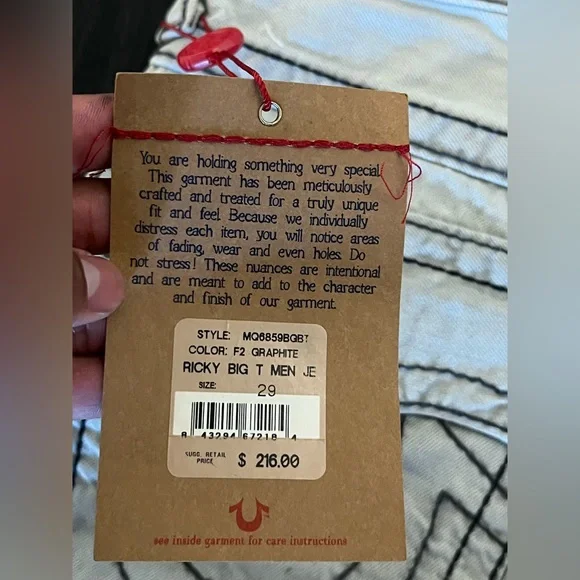 You are holding something very special.
This garment has been meticulously
crafted and treated for a truly unique
fit and feel. Because we individually
distress each item, you will notice areas
of fading, wear and even holes. Do
not stress! These nuances are intentional
and are meant to add to the character
and finish of our garment.
STYLE: MQ6859BGBT
COLOR: F2 GRAPHITE
RICKY BIG T MEN JE
SIZE: 29
8 43294 67218 4
SUGG. RETAIL
PRICE $ 216.00
see inside garment for care instructions